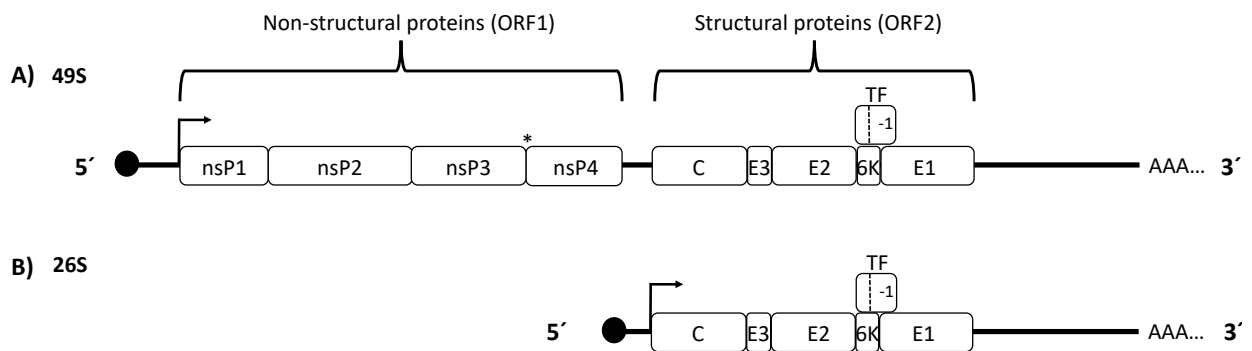 Non-structural proteins (ORF1) Structural proteins (ORF2)
A) 49S
TF
-1
*
5´ nsP1 nsP2 nsP3 nsP4 C E3 E2 6K E1 AAA... 3´
B) 26S
TF
-1
5´ C E3 E2 6K E1 AAA... 3´